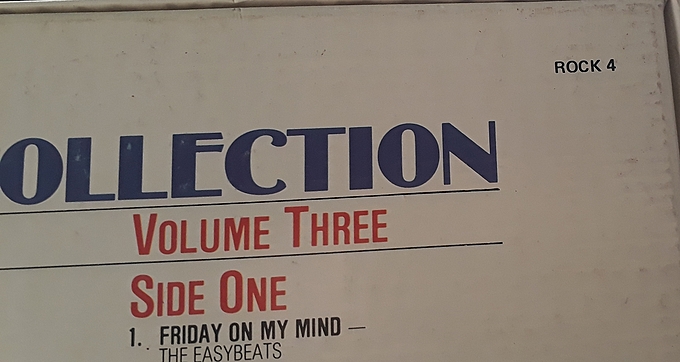 ROCK 4
OLLECTION
VOLUME THREE
SIDE ONE
1. FRIDAY ON MY MIND —
THE EASYBEATS